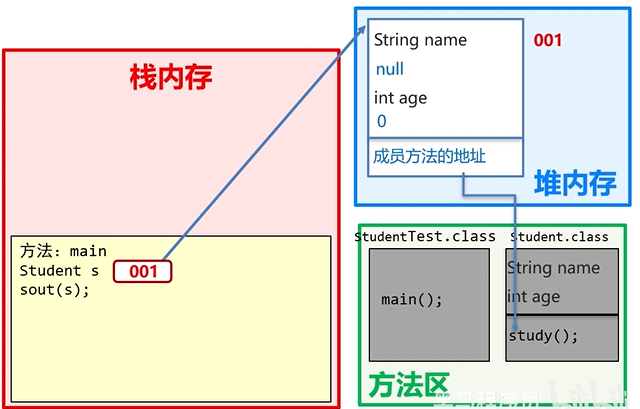 栈内存
方法：main
Student s
001
sout(s);
String name
null
int age
0
成员方法的地址
001
堆内存
StudentTest.class
main();
Student.class
String name
int age
study();
方法区